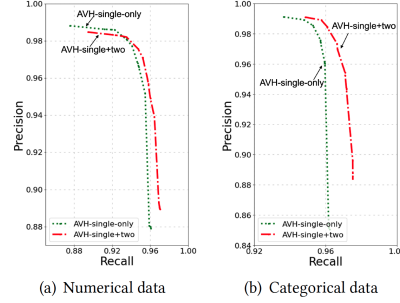 1.00
0.98
0.96
0.94
0.92
0.90
0.88
Precision
AVH-single-only
AVH-single+two
AVH-single-only
AVH-single+two
0.88 0.92 0.96 1.00
Recall
(a) Numerical data
1.00
0.98
0.96
0.94
0.92
0.90
0.88
0.86
0.84
Precision
AVH-single+two
AVH-single-only
AVH-single-only
AVH-single+two
0.92 0.96 1.0
Recall
(b) Categorical data